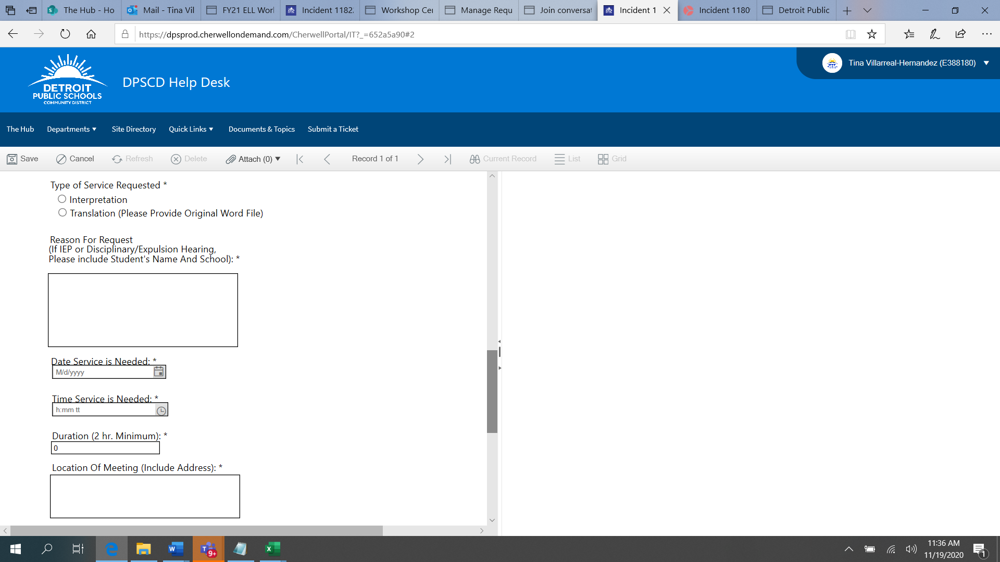 The Hub - Ho
Mail - Tina Vil
FY21 ELL Worl
Incident 1182
Workshop Cer
Manage Requ
Join conversat
Incident 1
Incident 1180
Detroit Public
https://dpsprod.cherwellondemand.com/CherwellPortal/IT?_=652a5a90#2
DETROIT
PUBLIC SCHOOLS
COMMUNITY DISTRICT
DPSCD Help Desk
Tina Villarreal-Hernandez (E388180)
The Hub Departments Site Directory Quick Links Documents & Topics Submit a Ticket
Save Cancel Refresh Delete Attach (0) Record 1 of 1 Current Record List Grid
Type of Service Requested *
Interpretation
Translation (Please Provide Original Word File)
Reason For Request
(If IEP or Disciplinary/Expulsion Hearing,
Please include Student's Name And School): *
Date Service is Needed: *
M/d/yyyy
Time Service is Needed: *
h:mm tt
Duration (2 hr. Minimum): *
0
Location Of Meeting (Include Address): *
9+
11:36 AM
11/19/2020
1